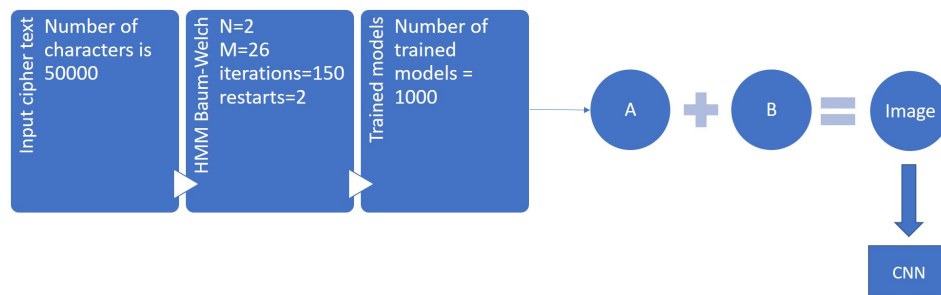 Input cipher text
Number of
characters is
50000
HMM Baum-Welch
N=2
M=26
iterations=150
restarts=2
Trained models
Number of
trained
models =
1000
A
+
B
=
Image
CNN